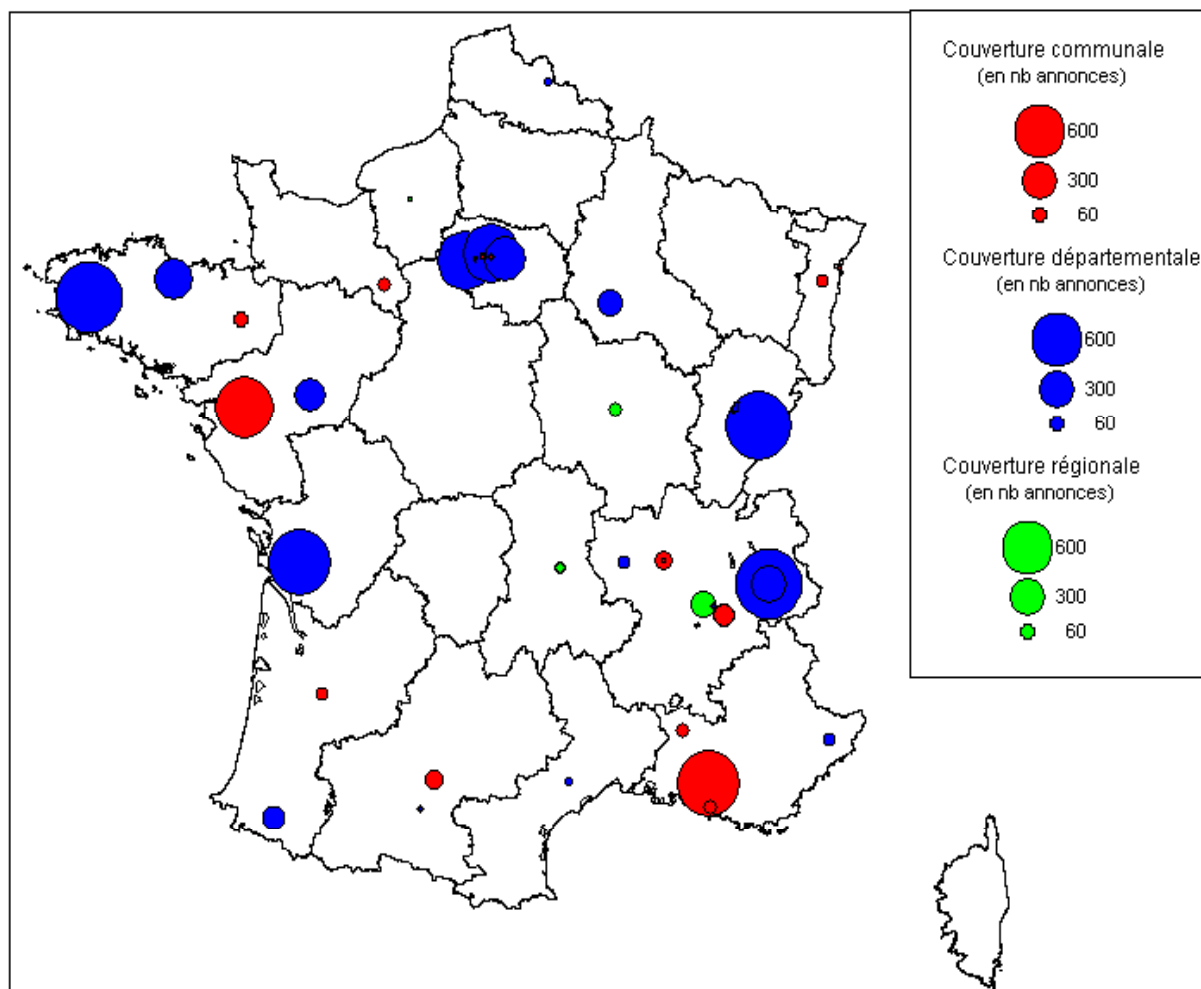 Couverture communale
(en nb annonces)
600
300
60
Couverture départementale
(en nb annonces)
600
300
60
Couverture régionale
(en nb annonces)
600
300
60